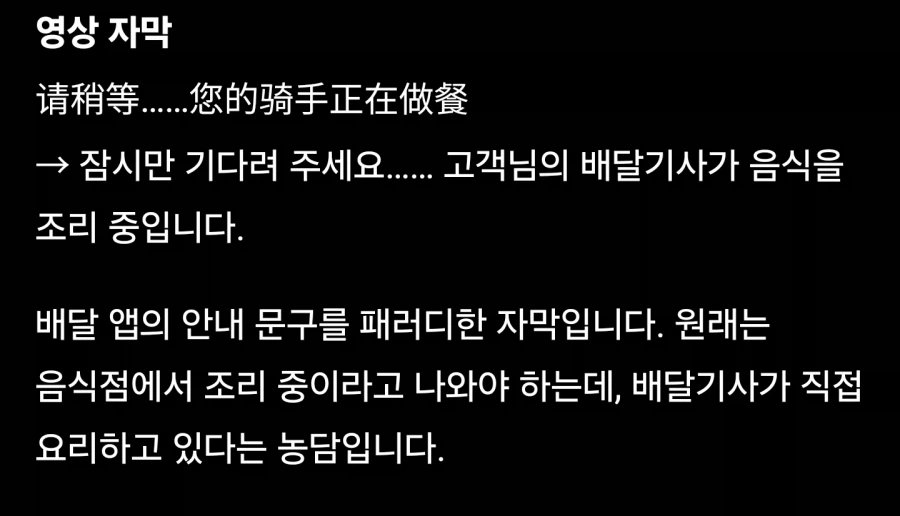 영상 자막
请稍等......您的骑手正在做餐
→ 잠시만 기다려 주세요...... 고객님의 배달기사가 음식을
조리 중입니다.
배달 앱의 안내 문구를 패러디한 자막입니다. 원래는
음식점에서 조리 중이라고 나와야 하는데, 배달기사가 직접
요리하고 있다는 농담입니다.